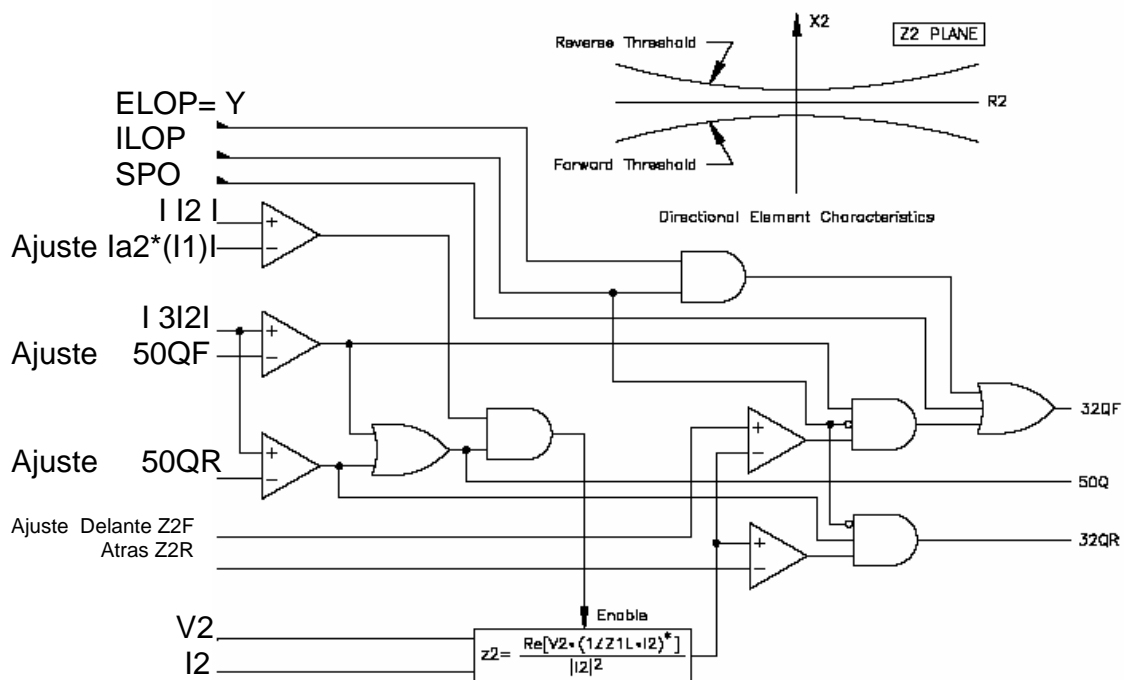 X2
Z2 PLANE
Reverse Threshold
R2
Forward Threshold
Directional Element Characteristics
ELOP= Y
ILOP
SPO
I I2 I
Ajuste Ia2*(I1)I
I 3I2I
Ajuste 50QF
Ajuste 50QR
Ajuste Delante Z2F
Atras Z2R
V2
I2
+
−
+
−
+
−
+
−
+
−
32QF
50Q
32QR
Enable
z2= Re[V2•(1∠Z1L•I2)*]
|I2|²